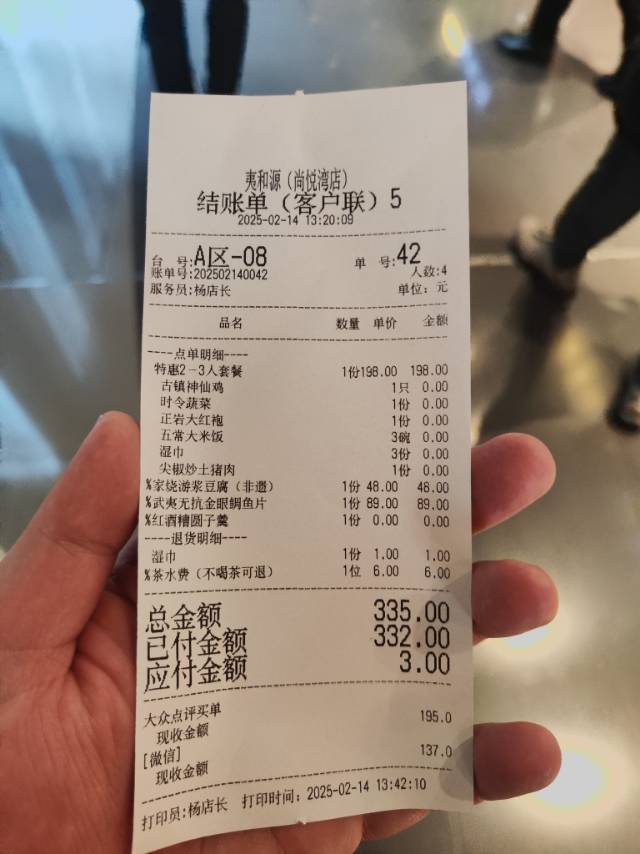 夷和源（尚悦湾店）
结账单（客户联）5
2025-02-14 13:20:09
台 号:A区-08 单 号:42
账单号:202502140042 人数:4
服务员:杨店长 单位：元
品名 数量 单价 金额
----点单明细----
特惠2-3人套餐 1份198.00 198.00
古镇神仙鸡 1只 0.00
时令蔬菜 1份 0.00
正岩大红袍 1份 0.00
五常大米饭 3碗 0.00
湿巾 3份 0.00
尖椒炒土猪肉 1份 0.00
%家烧游浆豆腐（非遗） 1份 48.00 48.00
%武夷无抗金眼鲷鱼片 1份 89.00 89.00
%红酒糟圆子羹 1份 0.00 0.00
----退货明细----
湿巾 1份 1.00 1.00
%茶水费（不喝茶可退） 1位 6.00 6.00
总金额 335.00
已付金额 332.00
应付金额 3.00
大众点评买单 195.0
现收金额
[微信] 137.0
现收金额
打印员:杨店长 打印时间：2025-02-14 13:42:10